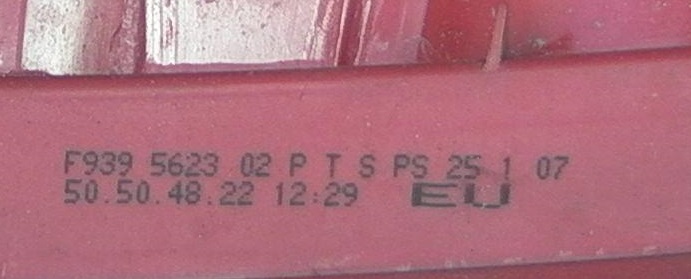 F939 5623 02 P T S PS 25 1 07
50.50.48.22 12:29 EU